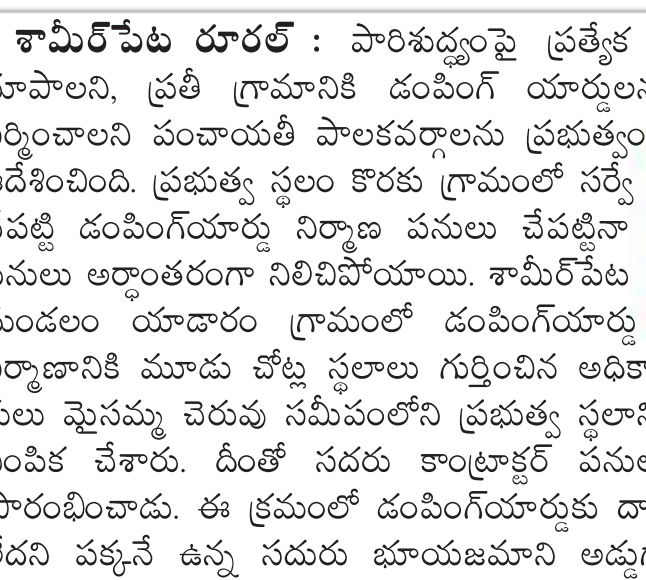 శామీర్‌పేట రూరల్ : పారిశుద్ధ్యంపై ప్రత్యేక
చూపాలని, ప్రతీ గ్రామానికి డంపింగ్ యార్డులను
నిర్మించాలని పంచాయతీ పాలకవర్గాలను ప్రభుత్వం
ఆదేశించింది. ప్రభుత్వ స్థలం కొరకు గ్రామంలో సర్వే
చేపట్టి డంపింగ్‌యార్డు నిర్మాణ పనులు చేపట్టినా
పనులు అర్ధాంతరంగా నిలిచిపోయాయి. శామీర్‌పేట
మండలం యాడారం గ్రామంలో డంపింగ్‌యార్డు
నిర్మాణానికి మూడు చోట్ల స్థలాలు గుర్తించిన అధికా
రులు మైసమ్మ చెరువు సమీపంలోని ప్రభుత్వ స్థలాని
ఎంపిక చేశారు. దీంతో సదరు కాంట్రాక్టర్ పనుల
ప్రారంభించాడు. ఈ క్రమంలో డంపింగ్‌యార్డుకు దా
లేదని పక్కనే ఉన్న సదురు భూయజమాని అడ్డుగ